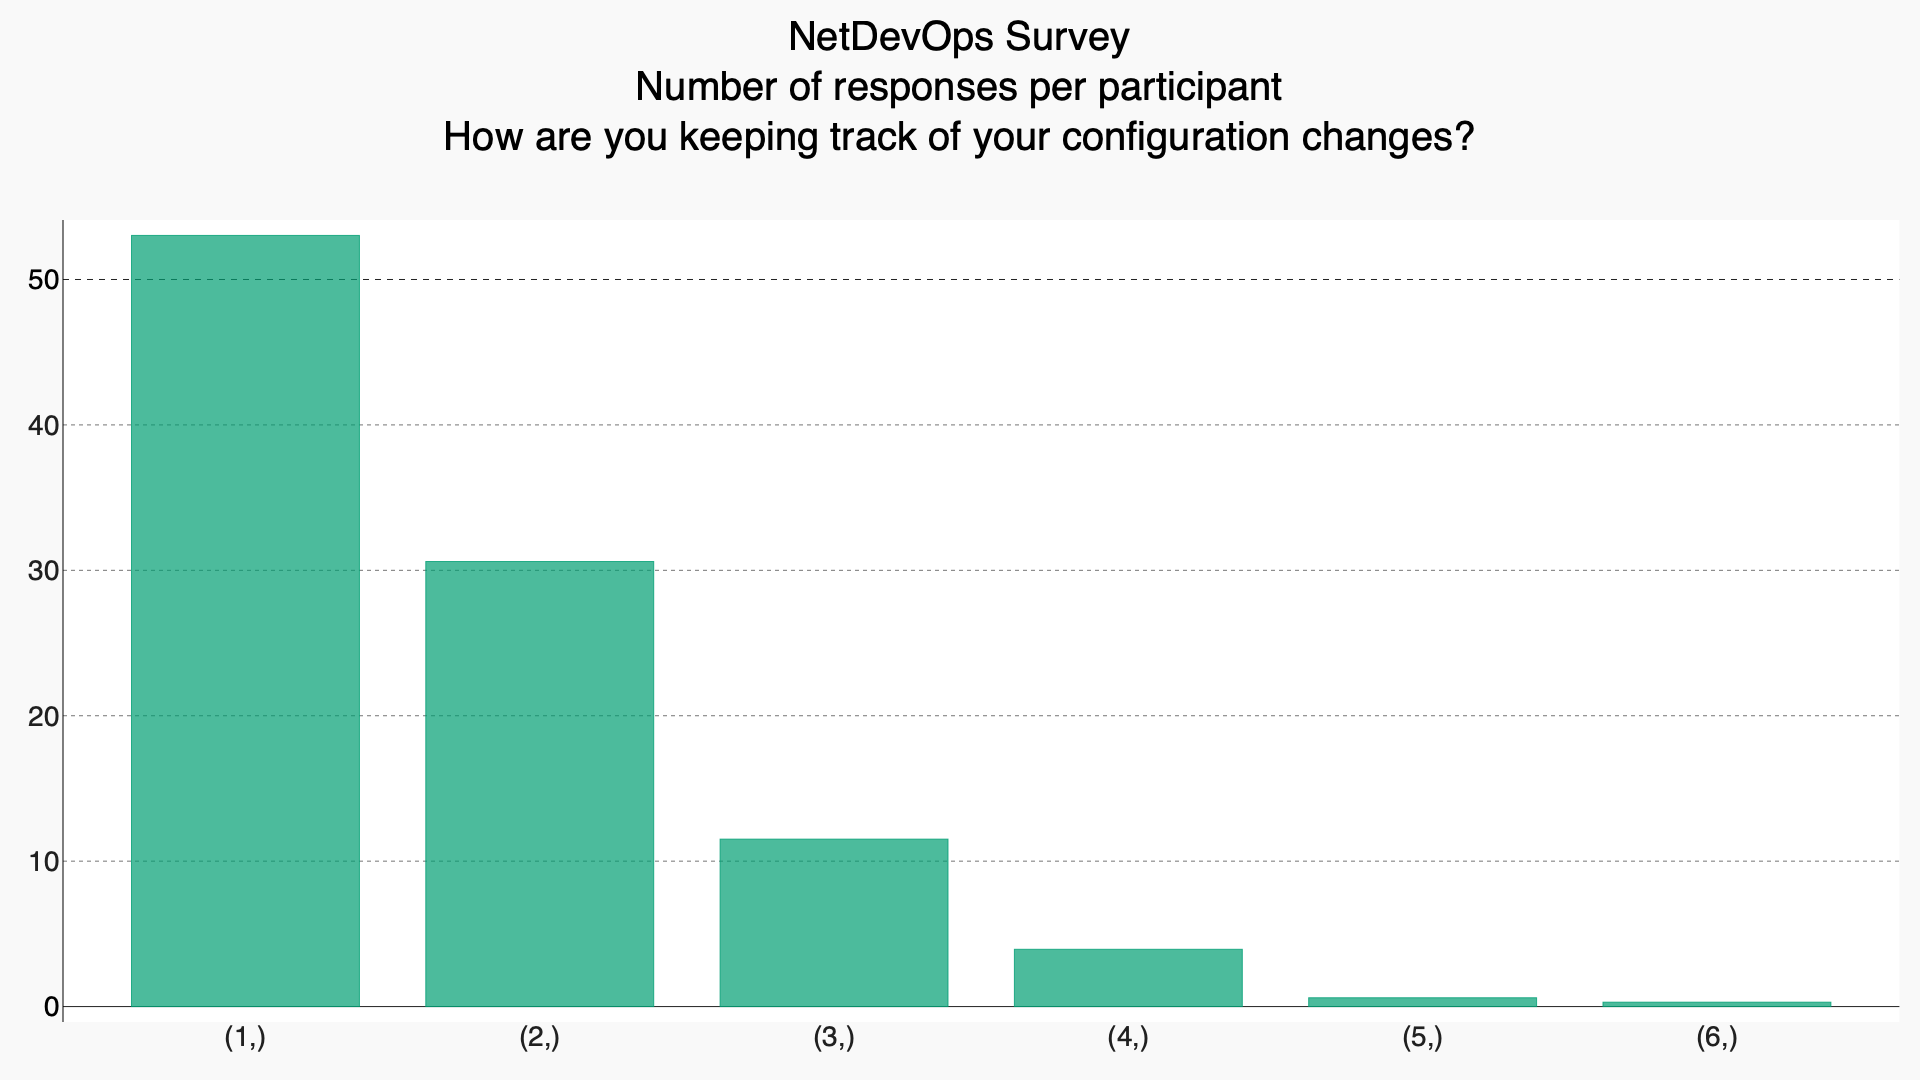 NetDevOps Survey
Number of responses per participant
How are you keeping track of your configuration changes?
50
40
30
20
10
0
(1,) (2,) (3,) (4,) (5,) (6,)